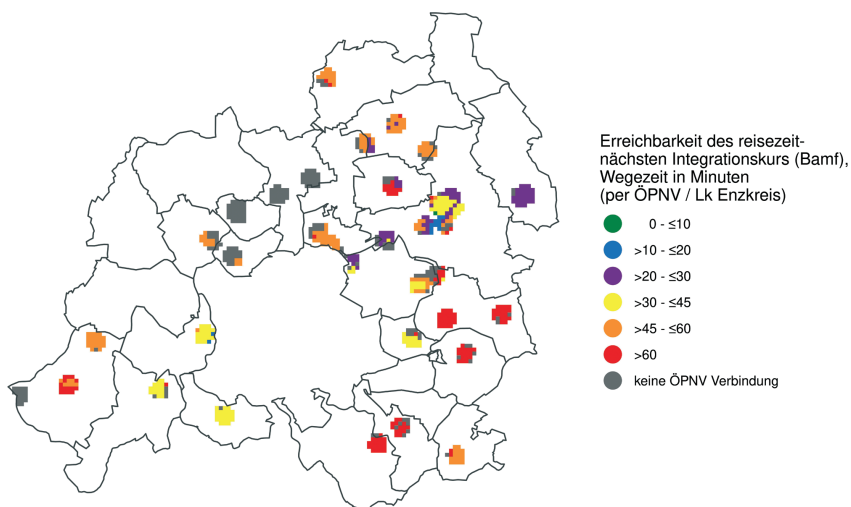 Erreichbarkeit des reisezeit-
nächsten Integrationskurs (Bamf),
Wegezeit in Minuten
(per ÖPNV / Lk Enzkreis)
0 - ≤10
>10 - ≤20
>20 - ≤30
>30 - ≤45
>45 - ≤60
>60
keine ÖPNV Verbindung